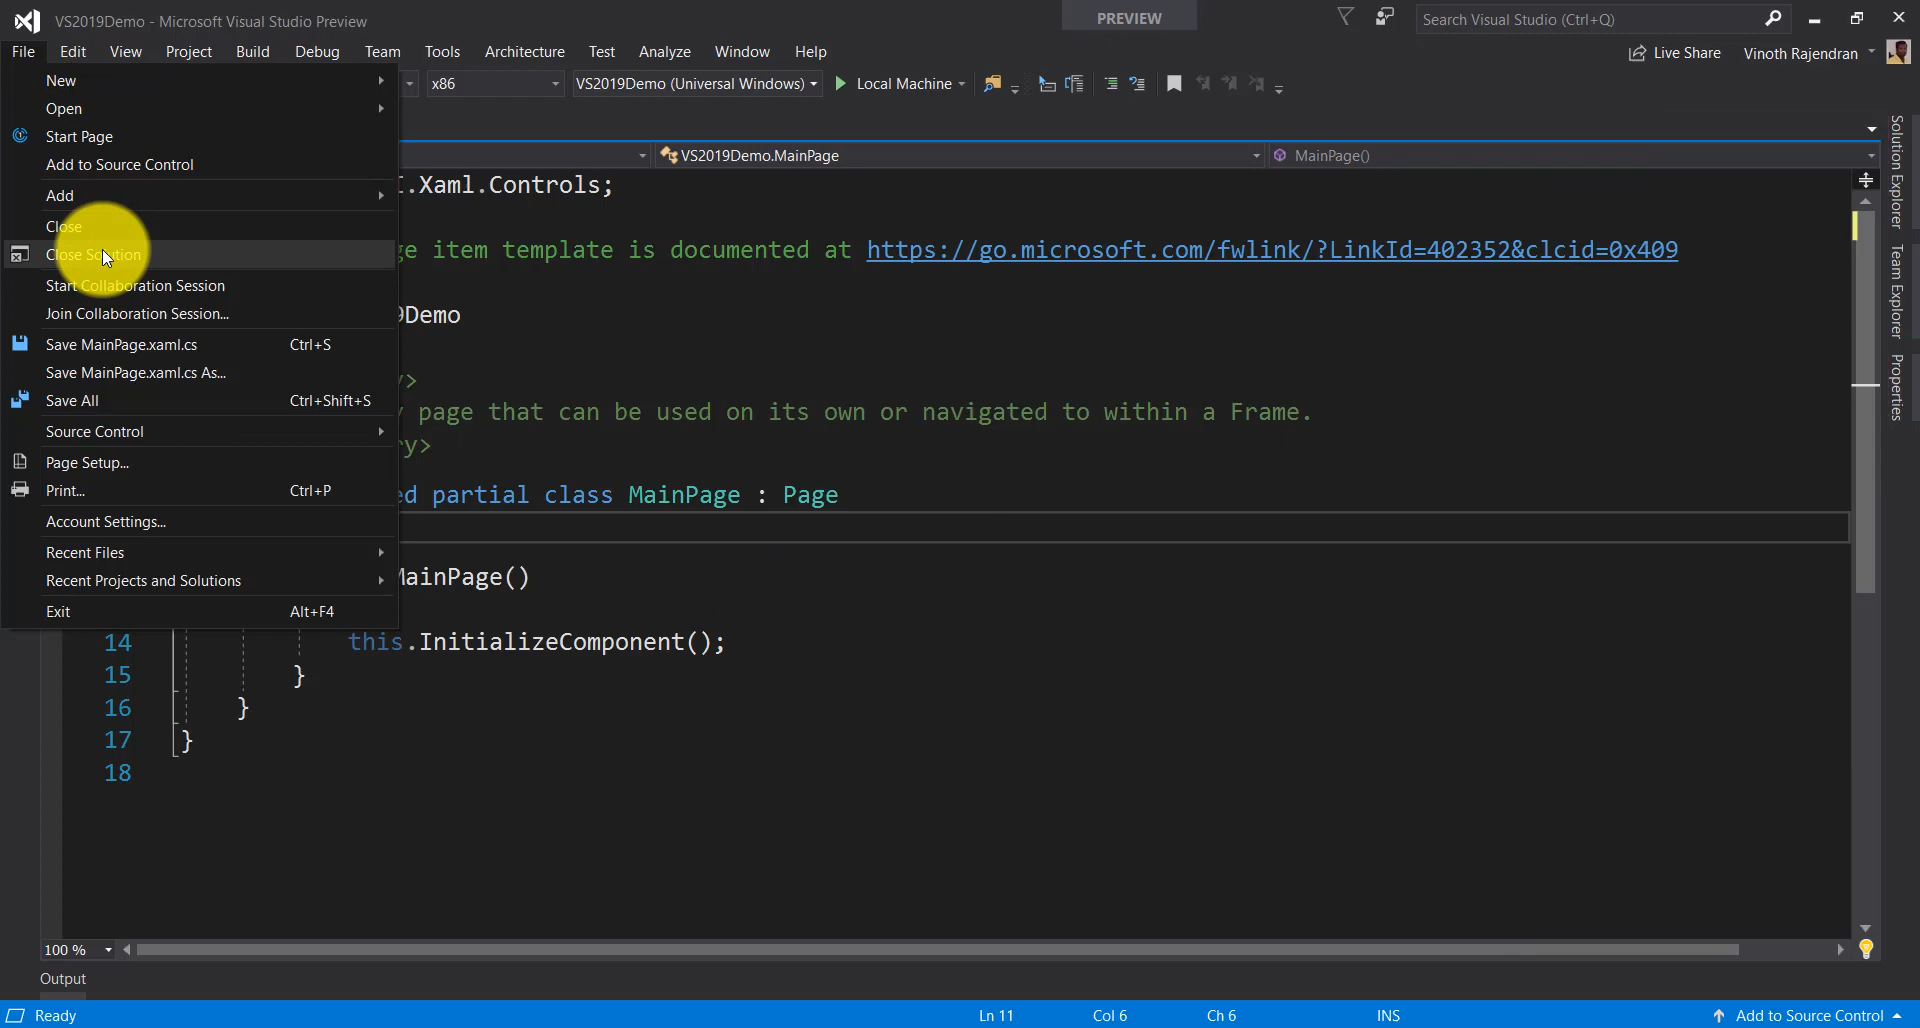 VS2019Demo - Microsoft Visual Studio Preview
PREVIEW
Search Visual Studio (Ctrl+Q)
File Edit View Project Build Debug Team Tools Architecture Test Analyze Window Help
Live Share Vinoth Rajendran
x86 VS2019Demo (Universal Windows) Local Machine
New
Open
Start Page
Add to Source Control
Add
Close
Close Solution
Start Collaboration Session
Join Collaboration Session...
Save MainPage.xaml.cs Ctrl+S
Save MainPage.xaml.cs As...
Save All Ctrl+Shift+S
Source Control
Page Setup...
Print... Ctrl+P
Account Settings...
Recent Files
Recent Projects and Solutions
Exit Alt+F4
VS2019Demo.MainPage MainPage()
.Xaml.Controls;
ge item template is documented at https://go.microsoft.com/fwlink/?LinkId=402352&clcid=0x409
9Demo
y>
page that can be used on its own or navigated to within a Frame.
ry>
ed partial class MainPage : Page
MainPage()
14 this.InitializeComponent();
15 }
16 }
17 }
18
Solution Explorer
Team Explorer
Properties
100 %
Output
Ready Ln 11 Col 6 Ch 6 INS Add to Source Control